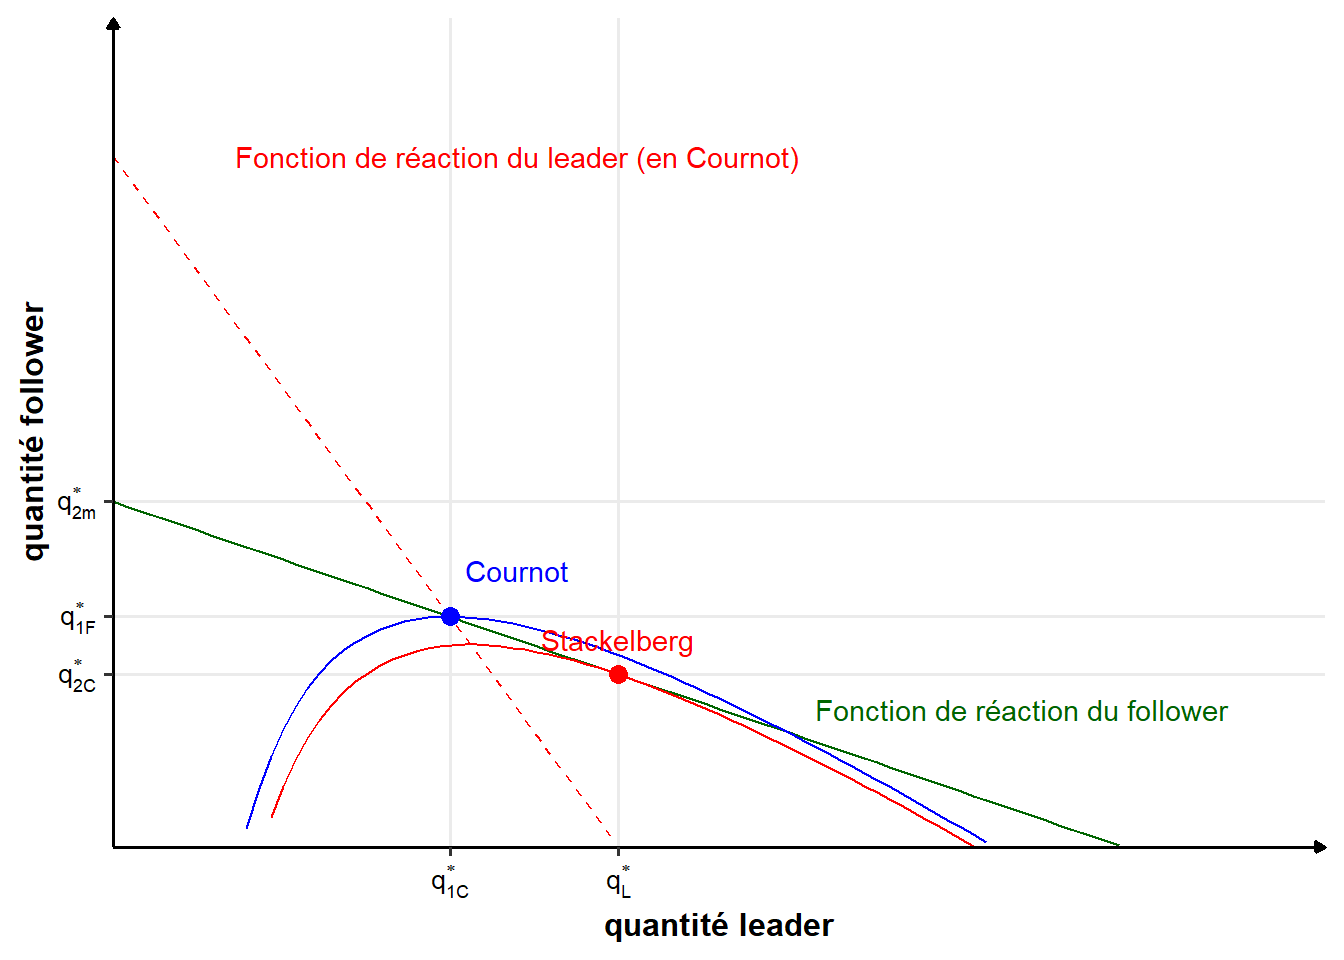 Fonction de réaction du leader (en Cournot)
quantité follower
q*2m
Cournot
q*1F
Stackelberg
q*2C
Fonction de réaction du follower
q*1C
q*L
quantité leader